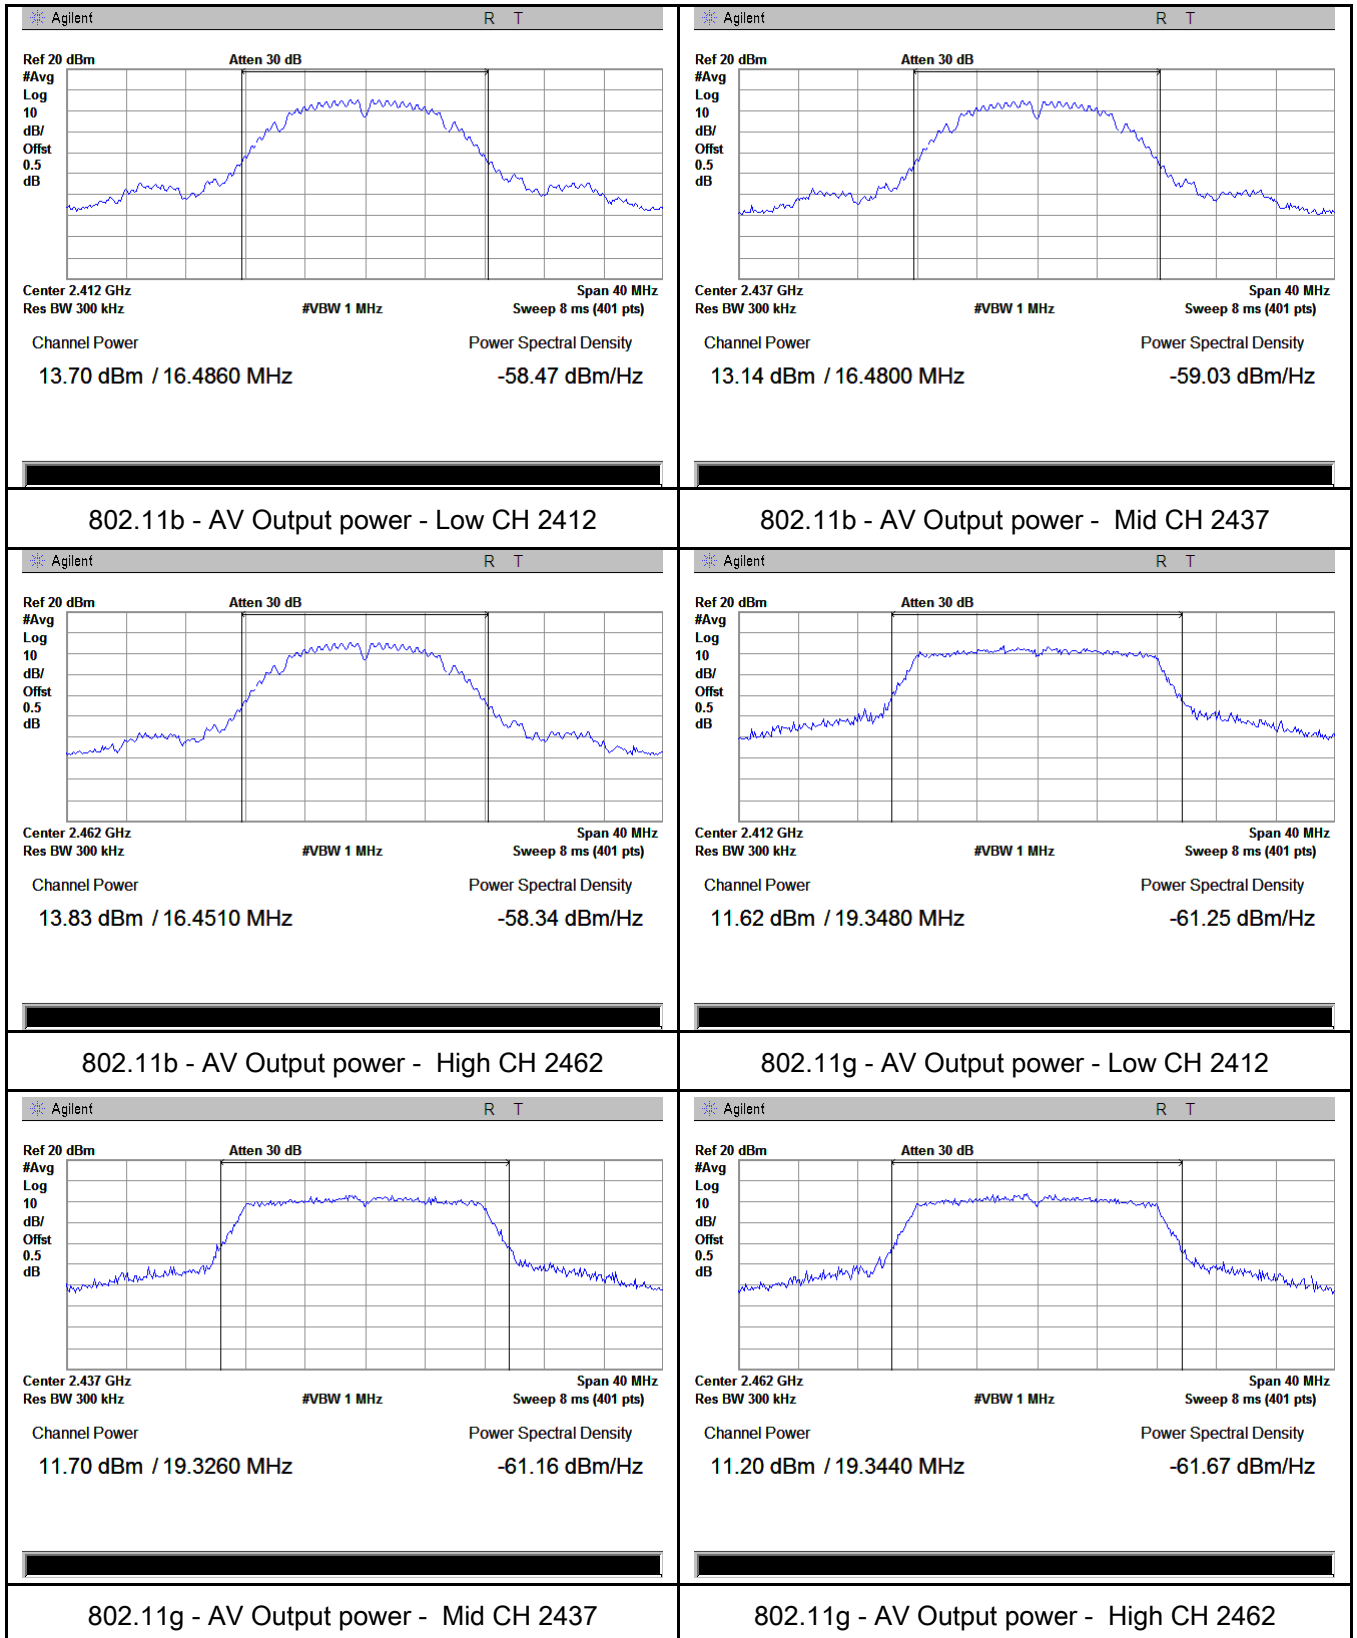 Agilent R T
Ref 20 dBm Atten 30 dB
#Avg
Log
10
dB/
Offst
0.5
dB
Center 2.412 GHz Span 40 MHz
Res BW 300 kHz #VBW 1 MHz Sweep 8 ms (401 pts)
Channel Power Power Spectral Density
13.70 dBm / 16.4860 MHz -58.47 dBm/Hz
802.11b - AV Output power - Low CH 2412
Agilent R T
Ref 20 dBm Atten 30 dB
#Avg
Log
10
dB/
Offst
0.5
dB
Center 2.437 GHz Span 40 MHz
Res BW 300 kHz #VBW 1 MHz Sweep 8 ms (401 pts)
Channel Power Power Spectral Density
13.14 dBm / 16.4800 MHz -59.03 dBm/Hz
802.11b - AV Output power - Mid CH 2437
Agilent R T
Ref 20 dBm Atten 30 dB
#Avg
Log
10
dB/
Offst
0.5
dB
Center 2.462 GHz Span 40 MHz
Res BW 300 kHz #VBW 1 MHz Sweep 8 ms (401 pts)
Channel Power Power Spectral Density
13.83 dBm / 16.4510 MHz -58.34 dBm/Hz
802.11b - AV Output power - High CH 2462
Agilent R T
Ref 20 dBm Atten 30 dB
#Avg
Log
10
dB/
Offst
0.5
dB
Center 2.412 GHz Span 40 MHz
Res BW 300 kHz #VBW 1 MHz Sweep 8 ms (401 pts)
Channel Power Power Spectral Density
11.62 dBm / 19.3480 MHz -61.25 dBm/Hz
802.11g - AV Output power - Low CH 2412
Agilent R T
Ref 20 dBm Atten 30 dB
#Avg
Log
10
dB/
Offst
0.5
dB
Center 2.437 GHz Span 40 MHz
Res BW 300 kHz #VBW 1 MHz Sweep 8 ms (401 pts)
Channel Power Power Spectral Density
11.70 dBm / 19.3260 MHz -61.16 dBm/Hz
802.11g - AV Output power - Mid CH 2437
Agilent R T
Ref 20 dBm Atten 30 dB
#Avg
Log
10
dB/
Offst
0.5
dB
Center 2.462 GHz Span 40 MHz
Res BW 300 kHz #VBW 1 MHz Sweep 8 ms (401 pts)
Channel Power Power Spectral Density
11.20 dBm / 19.3440 MHz -61.67 dBm/Hz
802.11g - AV Output power - High CH 2462